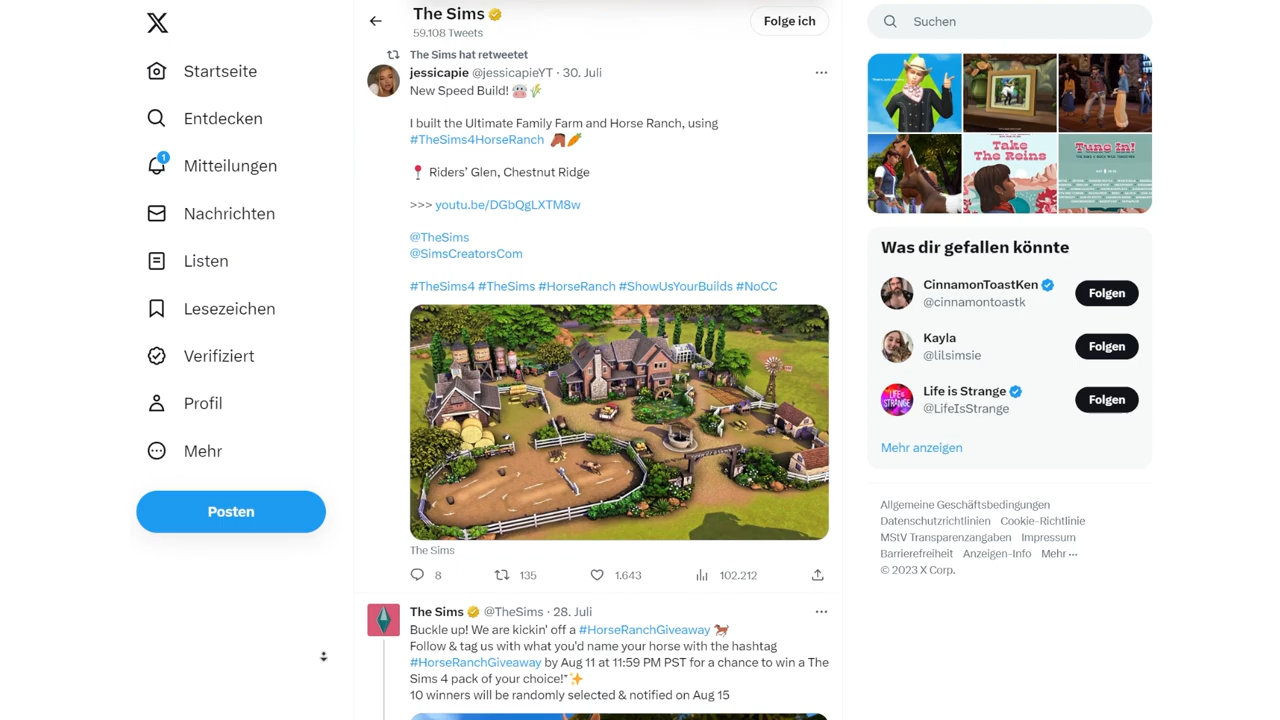 The Sims
59.108 Tweets
Folge ich
Suchen
Startseite
Entdecken
1
Mitteilungen
Nachrichten
Listen
Lesezeichen
Verifiziert
Profil
Mehr
Posten
The Sims hat retweetet
jessicapie @jessicapieYT · 30. Juli
New Speed Build! 🐮🌾
I built the Ultimate Family Farm and Horse Ranch, using
#TheSims4HorseRanch 👢🥕
📍 Riders' Glen, Chestnut Ridge
>>> youtu.be/DGbQgLXTM8w
@TheSims
@SimsCreatorsCom
#TheSims4 #TheSims #HorseRanch #ShowUsYourBuilds #NoCC
The Sims
8 135 1.643 102.212
The Sims @TheSims · 28. Juli
Buckle up! We are kickin' off a #HorseRanchGiveaway 🐎
Follow & tag us with what you'd name your horse with the hashtag
#HorseRanchGiveaway by Aug 11 at 11:59 PM PST for a chance to win a The
Sims 4 pack of your choice!*✨
10 winners will be randomly selected & notified on Aug 15
Take
The Reins
Tune In!
Was dir gefallen könnte
CinnamonToastKen
@cinnamontoastk
Folgen
Kayla
@lilsimsie
Folgen
LIFE IS
STRANGE
Life is Strange
@LifeIsStrange
Folgen
Mehr anzeigen
Allgemeine Geschäftsbedingungen
Datenschutzrichtlinien Cookie-Richtlinie
MStV Transparenzangaben Impressum
Barrierefreiheit Anzeigen-Info Mehr ···
© 2023 X Corp.